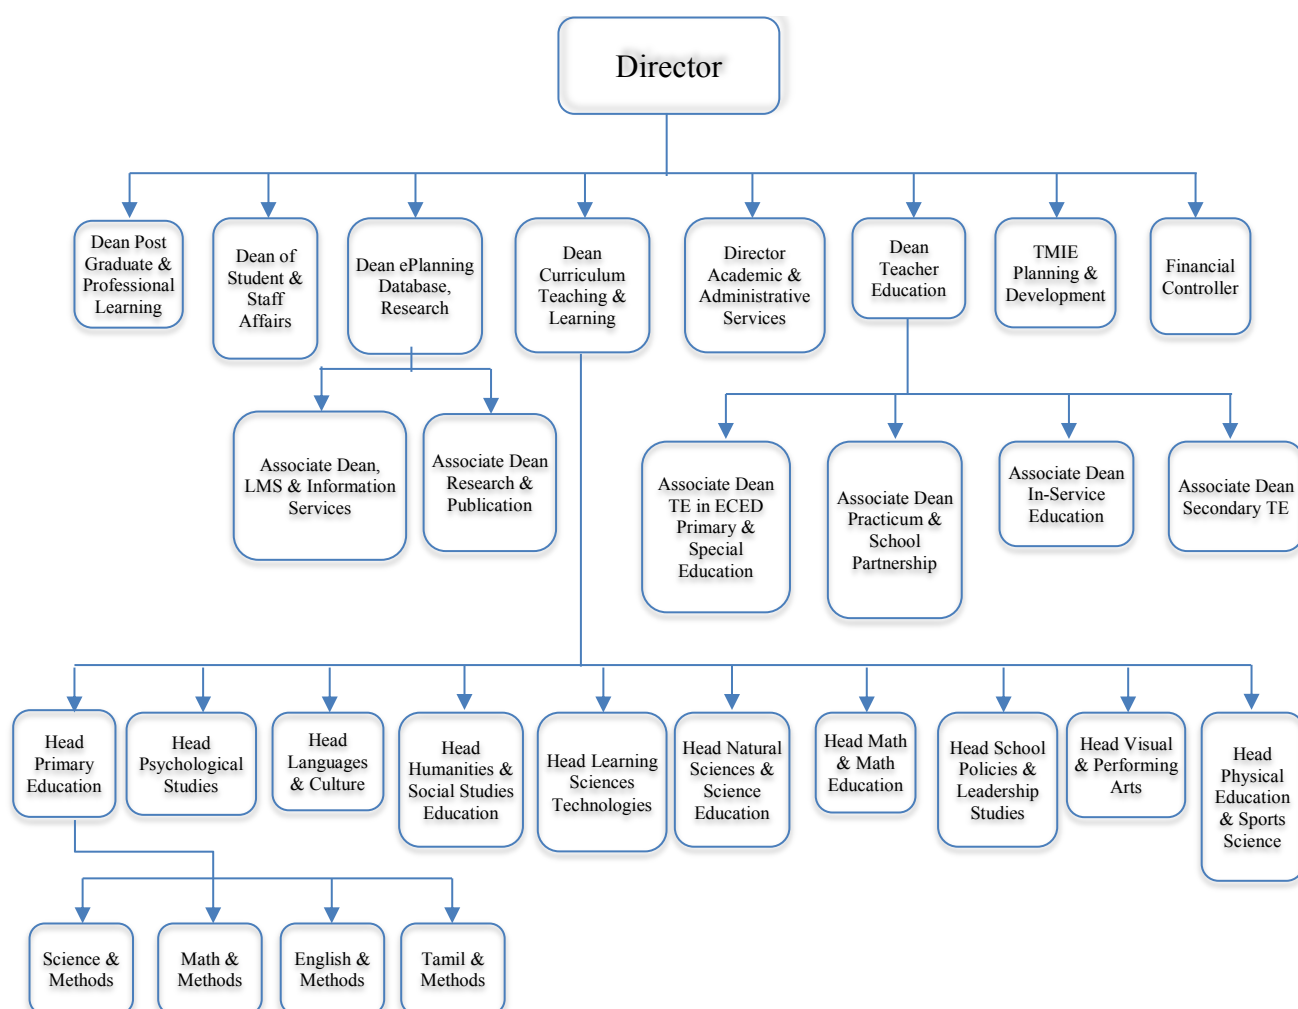 Director
Dean Post
Graduate &
Professional
Learning
Dean of
Student &
Staff
Affairs
Dean ePlanning
Database,
Research
Dean
Curriculum
Teaching &
Learning
Director
Academic &
Administrative
Services
Dean
Teacher
Education
TMIE
Planning &
Development
Financial
Controller
Associate Dean,
LMS & Information
Services
Associate Dean
Research &
Publication
Associate Dean
TE in ECED
Primary &
Special
Education
Associate Dean
Practicum &
School
Partnership
Associate Dean
In-Service
Education
Associate Dean
Secondary TE
Head
Primary
Education
Head
Psychological
Studies
Head
Languages
& Culture
Head
Humanities &
Social Studies
Education
Head Learning
Sciences
Technologies
Head Natural
Sciences &
Science
Education
Head Math
& Math
Education
Head School
Policies &
Leadership
Studies
Head Visual
& Performing
Arts
Head
Physical
Education
& Sports
Science
Science &
Methods
Math &
Methods
English &
Methods
Tamil &
Methods